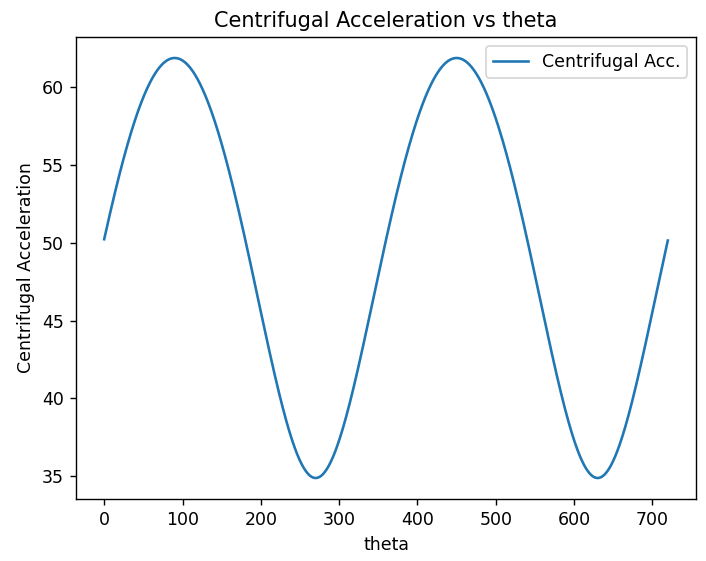 Centrifugal Acceleration vs theta
Centrifugal Acc.
Centrifugal Acceleration
60
55
50
45
40
35
0 100 200 300 400 500 600 700
theta